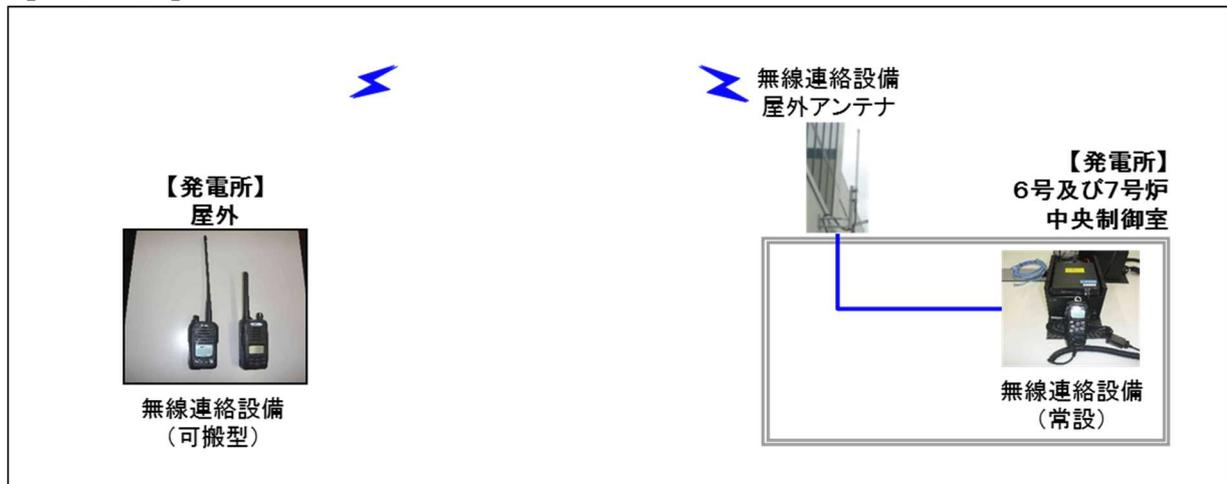 【発電所】
屋外
無線連絡設備
（可搬型）
無線連絡設備
屋外アンテナ
【発電所】
6号及び7号炉
中央制御室
無線連絡設備
（常設）